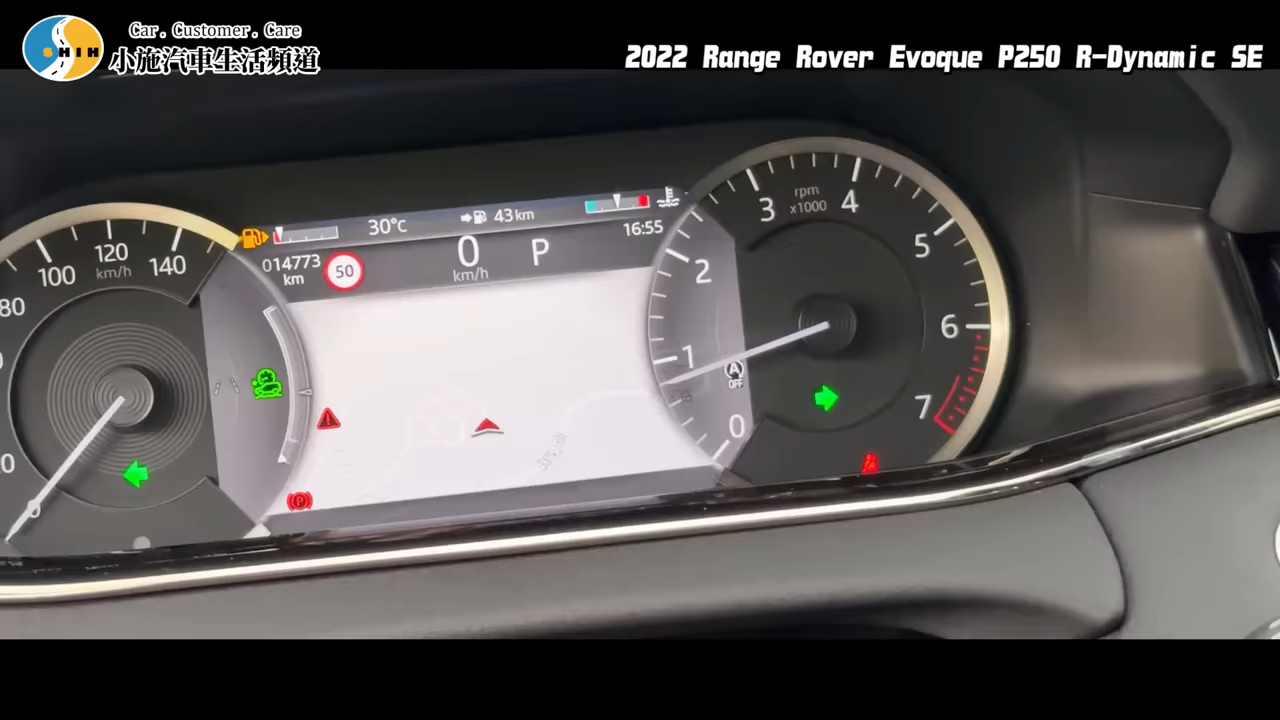 Car. Customer. Care
SHIH
小施汽車生活頻道
2022 Range Rover Evoque P250 R-Dynamic SE
30°C
43 km
16:55
014773
km
50
0
km/h
P
80
100
120
140
km/h
rpm
x1000
0
1
2
3
4
5
6
7
A
OFF
P